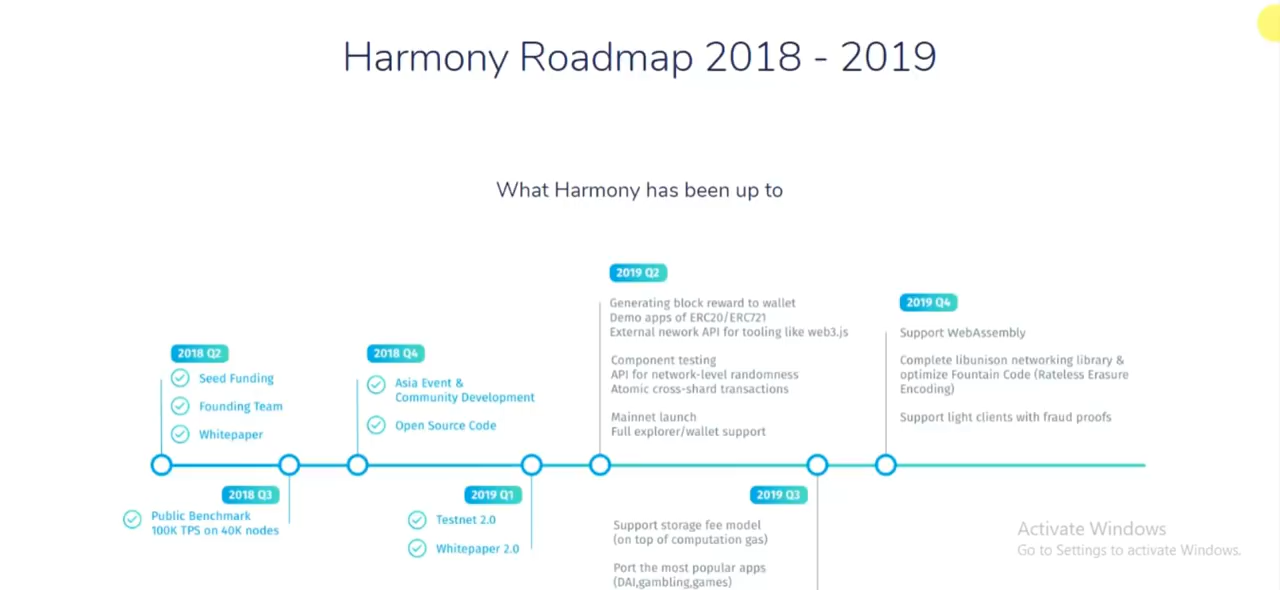 Harmony Roadmap 2018 - 2019
What Harmony has been up to
2018 Q2
Seed Funding
Founding Team
Whitepaper
2018 Q3
Public Benchmark
100K TPS on 40K nodes
2018 Q4
Asia Event &
Community Development
Open Source Code
2019 Q1
Testnet 2.0
Whitepaper 2.0
2019 Q2
Generating block reward to wallet
Demo apps of ERC20/ERC721
External nework API for tooling like web3.js
Component testing
API for network-level randomness
Atomic cross-shard transactions
Mainnet launch
Full explorer/wallet support
2019 Q3
Support storage fee model
(on top of computation gas)
Port the most popular apps
(DAI,gambling,games)
2019 Q4
Support WebAssembly
Complete libunison networking library &
optimize Fountain Code (Rateless Erasure
Encoding)
Support light clients with fraud proofs
Activate Windows
Go to Settings to activate Windows.